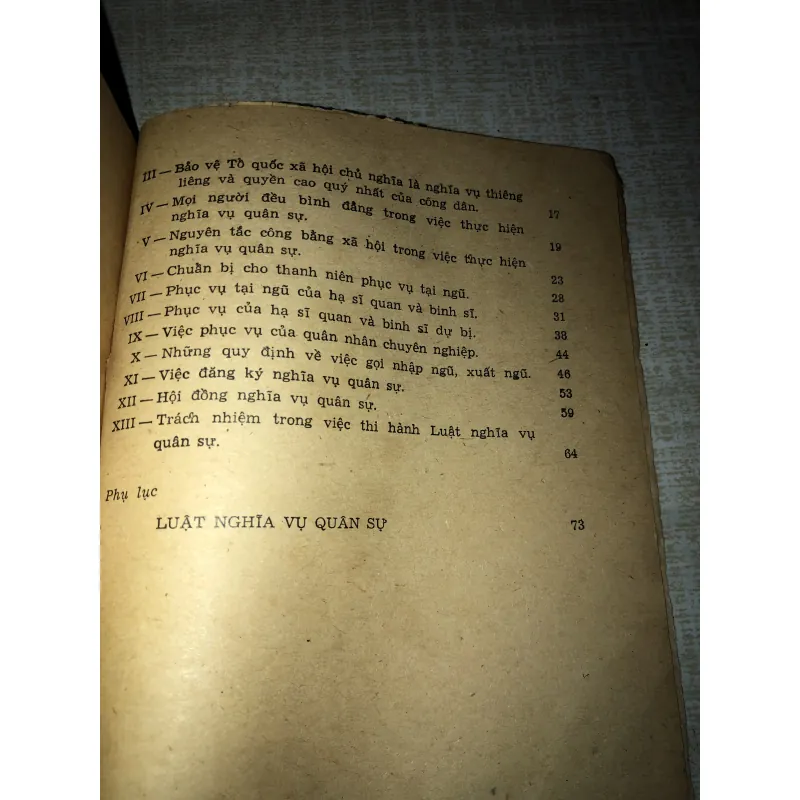 III — Bảo vệ Tổ quốc xã hội chủ nghĩa là nghĩa vụ thiêng
liêng và quyền cao quý nhất của công dân. 17
IV — Mọi người đều bình đẳng trong việc thực hiện
nghĩa vụ quân sự. 19
V — Nguyên tắc công bằng xã hội trong việc thực hiện
nghĩa vụ quân sự. 23
VI — Chuẩn bị cho thanh niên phục vụ tại ngũ. 28
VII — Phục vụ tại ngũ của hạ sĩ quan và binh sĩ. 31
VIII — Phục vụ của hạ sĩ quan và binh sĩ dự bị. 38
IX — Việc phục vụ của quân nhân chuyên nghiệp. 44
X — Những quy định về việc gọi nhập ngũ, xuất ngũ. 46
XI — Việc đăng ký nghĩa vụ quân sự. 53
XII — Hội đồng nghĩa vụ quân sự. 59
XIII — Trách nhiệm trong việc thi hành Luật nghĩa vụ
quân sự. 64
Phụ lục
LUẬT NGHĨA VỤ QUÂN SỰ 73